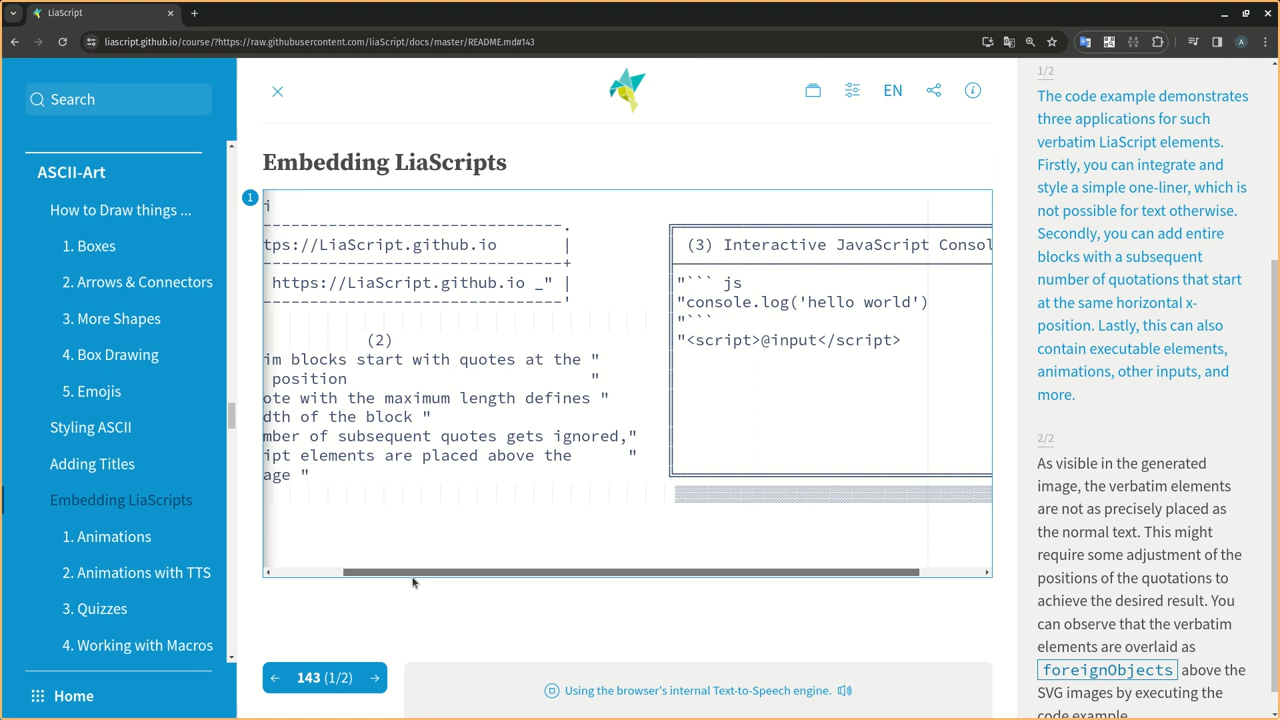 LiaScript
liascript.github.io/course/?https://raw.githubusercontent.com/liaScript/docs/master/README.md#143
A
Search
ASCII-Art
How to Draw things ...
1. Boxes
2. Arrows & Connectors
3. More Shapes
4. Box Drawing
5. Emojis
Styling ASCII
Adding Titles
Embedding LiaScripts
1. Animations
2. Animations with TTS
3. Quizzes
4. Working with Macros
Home
EN
Embedding LiaScripts
1
i
-------------------------------.
tps://LiaScript.github.io |
-------------------------------+
https://LiaScript.github.io _" |
-------------------------------'
(2)
im blocks start with quotes at the "
position "
ote with the maximum length defines "
dth of the block "
mber of subsequent quotes gets ignored,"
ipt elements are placed above the "
age "
(3) Interactive JavaScript Consol
"``` js
"console.log('hello world')
"```
"<script>@input</script>
143 (1/2)
Using the browser's internal Text-to-Speech engine.
1/2
The code example demonstrates
three applications for such
verbatim LiaScript elements.
Firstly, you can integrate and
style a simple one-liner, which is
not possible for text otherwise.
Secondly, you can add entire
blocks with a subsequent
number of quotations that start
at the same horizontal x-
position. Lastly, this can also
contain executable elements,
animations, other inputs, and
more.
2/2
As visible in the generated
image, the verbatim elements
are not as precisely placed as
the normal text. This might
require some adjustment of the
positions of the quotations to
achieve the desired result. You
can observe that the verbatim
elements are overlaid as
foreignObjects above the
SVG images by executing the
code example.